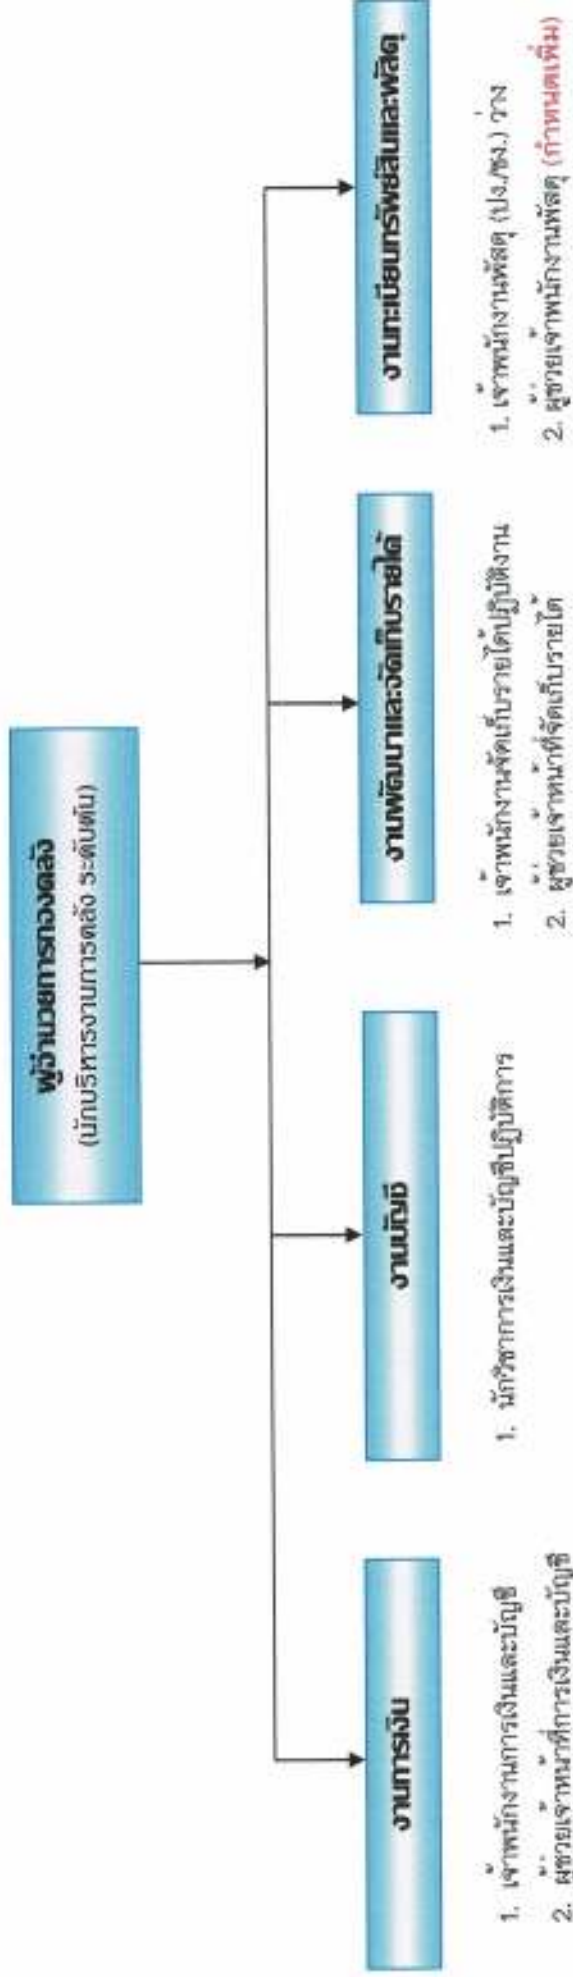 ผู้อำนวยการกองคลัง
(นักบริหารงานการคลัง ระดับต้น)
งานการเงิน
1. เจ้าพนักงานการเงินและบัญชี
2. ผู้ช่วยเจ้าหน้าที่การเงินและบัญชี
งานบัญชี
1. นักวิชาการเงินและบัญชีปฏิบัติการ
งานพัฒนาและจัดเก็บรายได้
1. เจ้าพนักงานจัดเก็บรายได้ปฏิบัติงาน
2. ผู้ช่วยเจ้าหน้าที่จัดเก็บรายได้
งานทะเบียนทรัพย์สินและพัสดุ
1. เจ้าพนักงานพัสดุ (ปง./ชง.) ว่าง
2. ผู้ช่วยเจ้าพนักงานพัสดุ (กำหนดเพิ่ม)